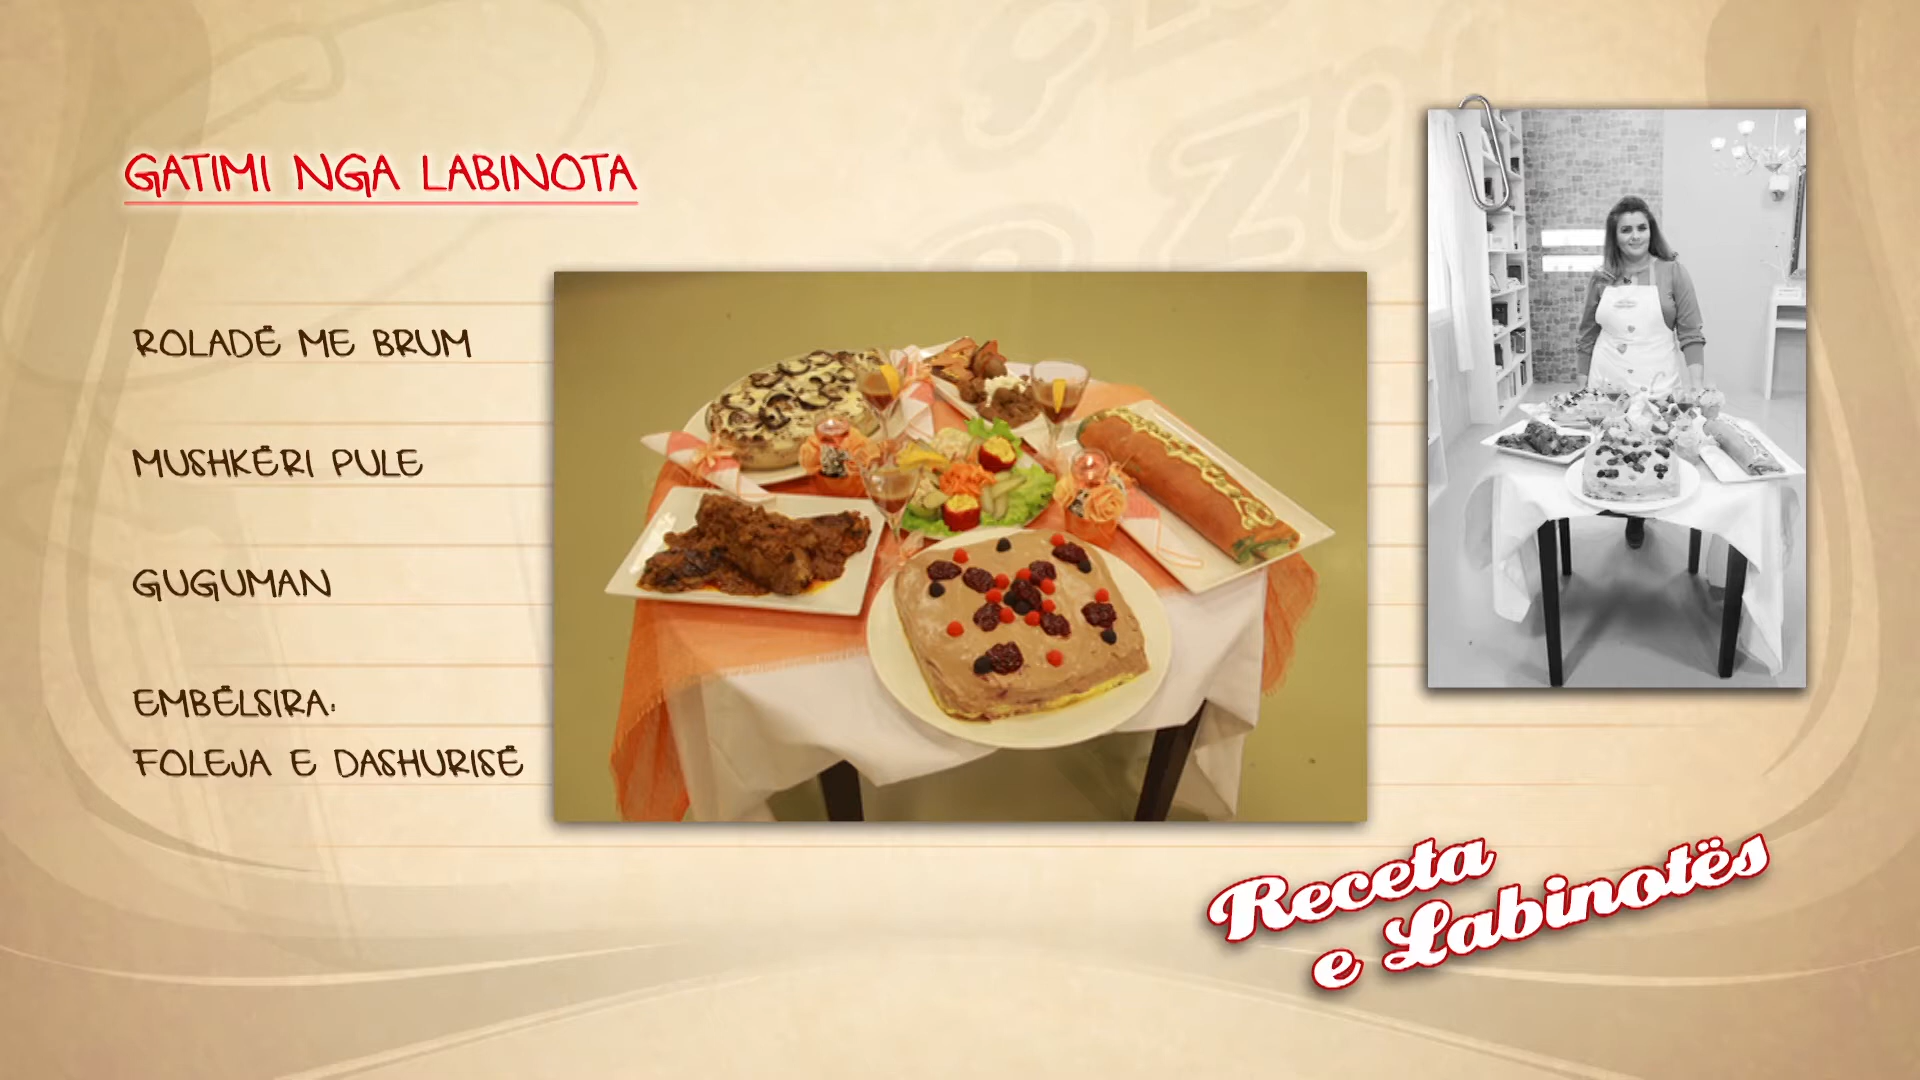 GATIMI NGA LABINOTA
ROLADË ME BRUM
MUSHKËRI PULE
GUGUMAN
EMBËLSIRA:
FOLEJA E DASHURISË
Receta
e Labinotës